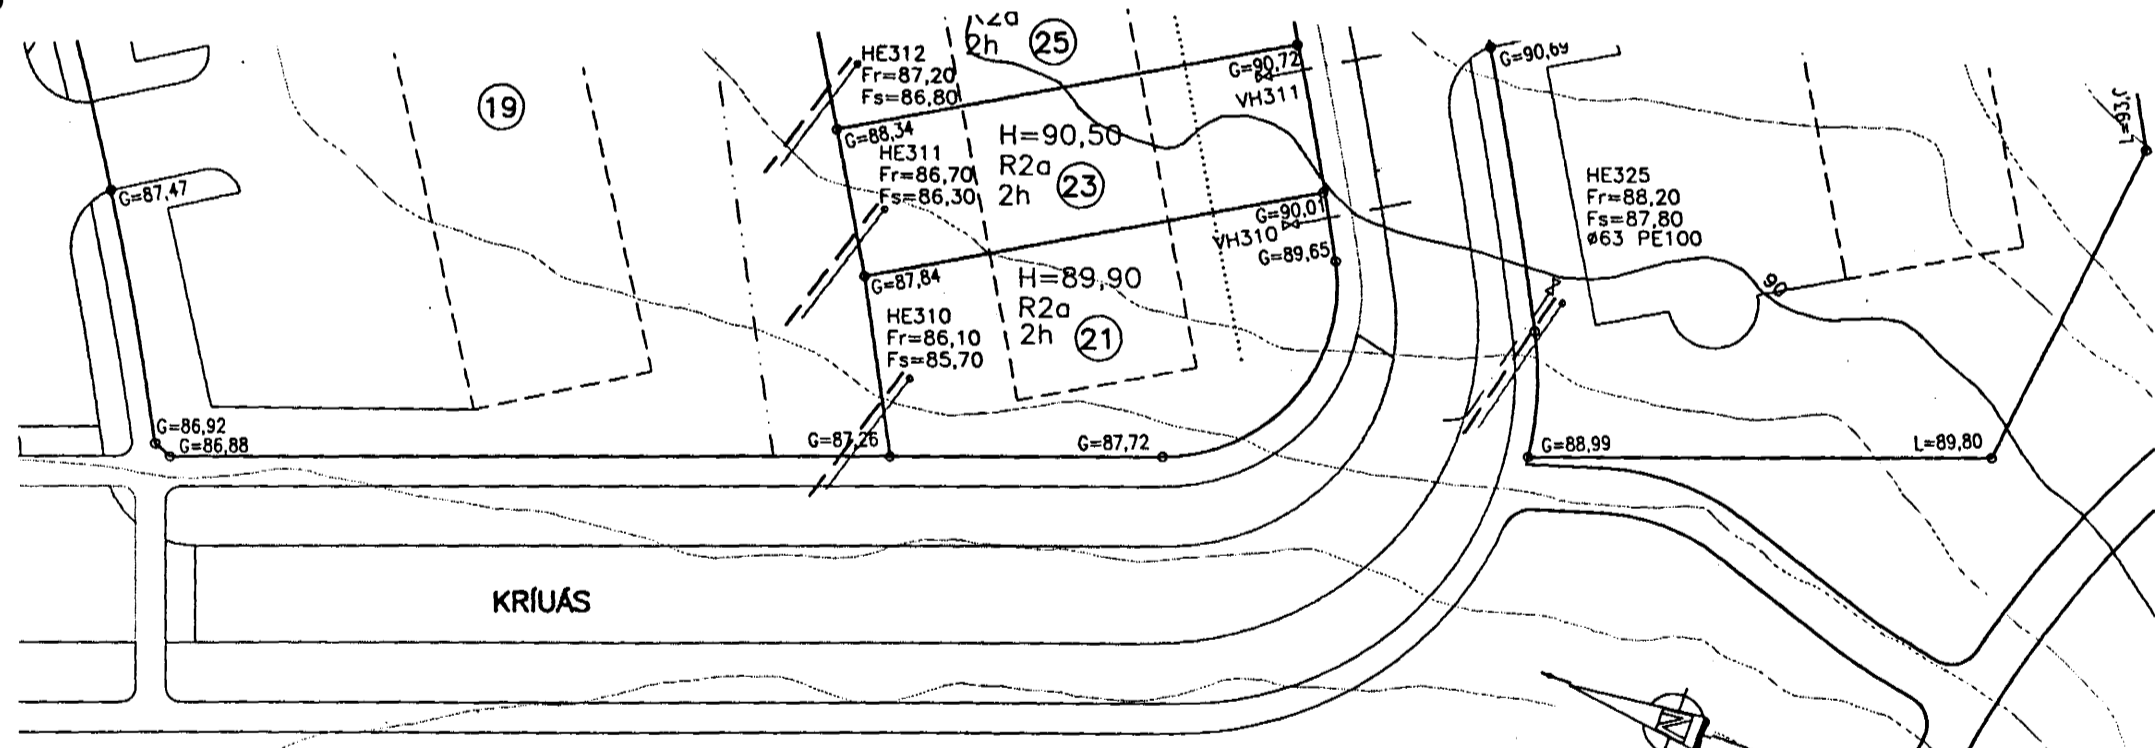 R2a
2h
25
HE312
Fr=87,20
Fs=86,80
G=90,72
VH311
G=90,69
19
G=88,34
H=90,50
R2a
2h
23
HE311
Fr=86,70
Fs=86,30
G=87,47
G=90,01
VH310
G=89,65
HE325
Fr=88,20
Fs=87,80
ø63 PE100
G=87,84
H=89,90
R2a
2h
21
90
HE310
Fr=86,10
Fs=85,70
G=86,92
G=86,88
G=87,26
G=87,72
G=88,99
L=89,80
KRÍUÁS
N